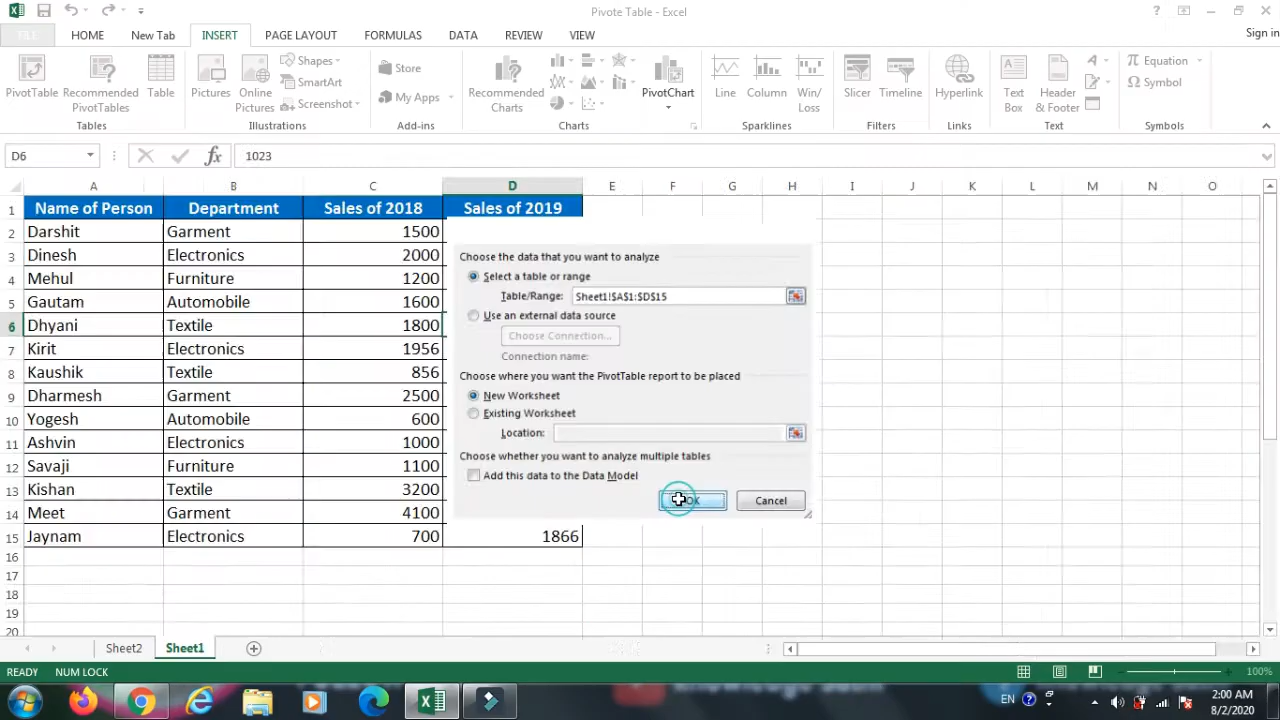 Pivote Table - Excel
?
Sign in
FILE HOME New Tab INSERT PAGE LAYOUT FORMULAS DATA REVIEW VIEW
PivotTable
Recommended PivotTables
Table
Tables
Pictures
Online Pictures
Shapes
SmartArt
Screenshot
Illustrations
Store
My Apps
Add-ins
Recommended Charts
PivotChart
Charts
Line
Column
Win/Loss
Sparklines
Slicer
Timeline
Filters
Hyperlink
Links
Text Box
Header & Footer
Text
Equation
Symbol
Symbols
D6 fx 1023
A B C D E F G H I J K L M N O
1 Name of Person Department Sales of 2018 Sales of 2019
2 Darshit Garment 1500
3 Dinesh Electronics 2000
4 Mehul Furniture 1200
5 Gautam Automobile 1600
6 Dhyani Textile 1800
7 Kirit Electronics 1956
8 Kaushik Textile 856
9 Dharmesh Garment 2500
10 Yogesh Automobile 600
11 Ashvin Electronics 1000
12 Savaji Furniture 1100
13 Kishan Textile 3200
14 Meet Garment 4100
15 Jaynam Electronics 700 1866
16
17
18
19
20
Choose the data that you want to analyze
Select a table or range
Table/Range: Sheet1!$A$1:$D$15
Use an external data source
Choose Connection...
Connection name:
Choose where you want the PivotTable report to be placed
New Worksheet
Existing Worksheet
Location:
Choose whether you want to analyze multiple tables
Add this data to the Data Model
OK Cancel
Sheet2 Sheet1
READY NUM LOCK 100%
EN ? 2:00 AM
8/2/2020